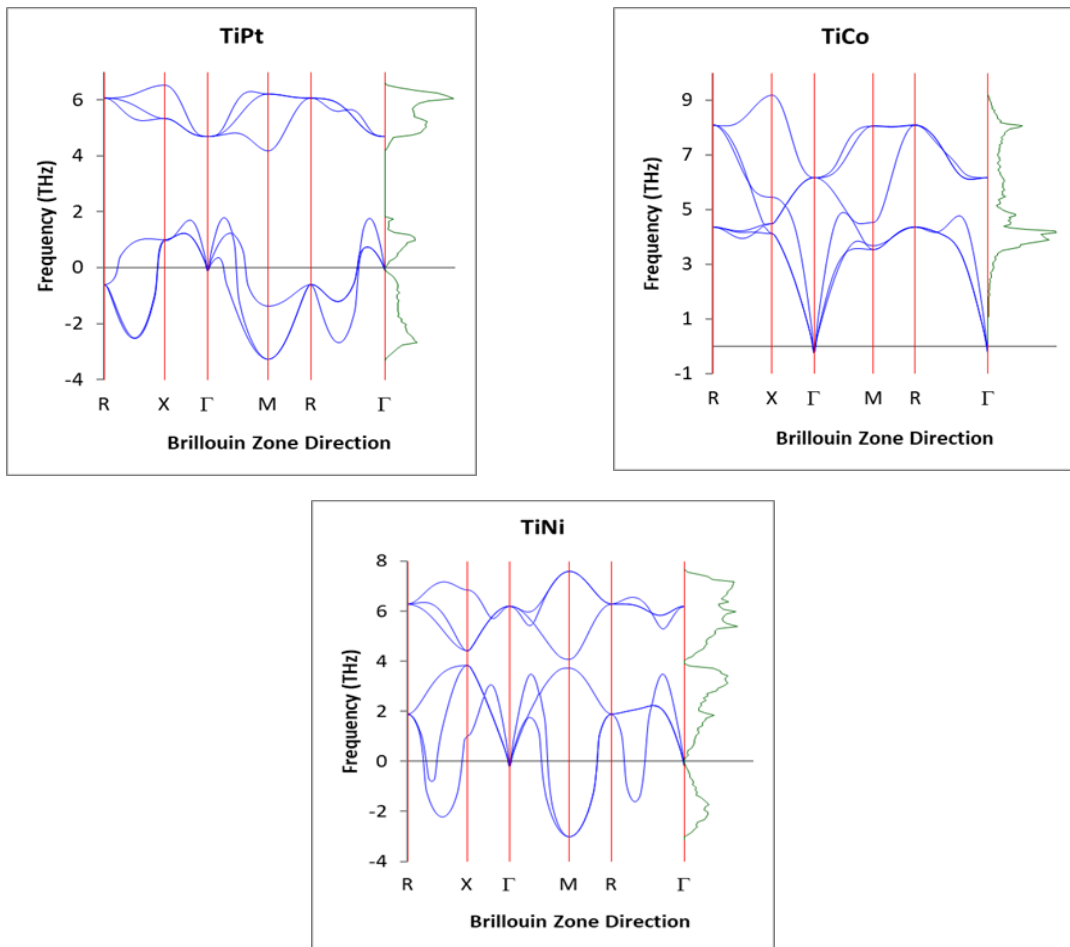 TiPt
6
4
2
0
-2
-4
Frequency (THz)
R X Γ M R Γ
Brillouin Zone Direction
TiCo
9
7
5
3
1
-1
Frequency (THz)
R X Γ M R Γ
Brillouin Zone Direction
TiNi
8
6
4
2
0
-2
-4
Frequency (THz)
R X Γ M R Γ
Brillouin Zone Direction